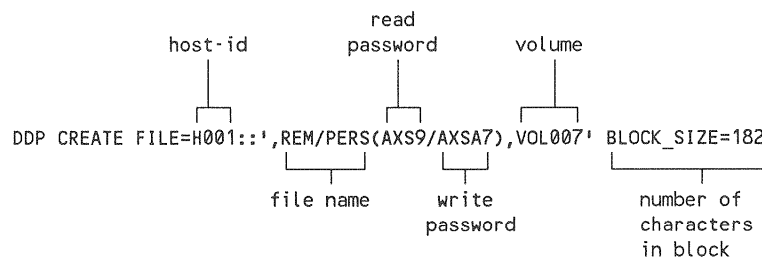 read
host-id password volume
DDP CREATE FILE=H001::',REM/PERS(AXS9/AXSA7),VOL007' BLOCK_SIZE=182
file name write number of
password characters
in block